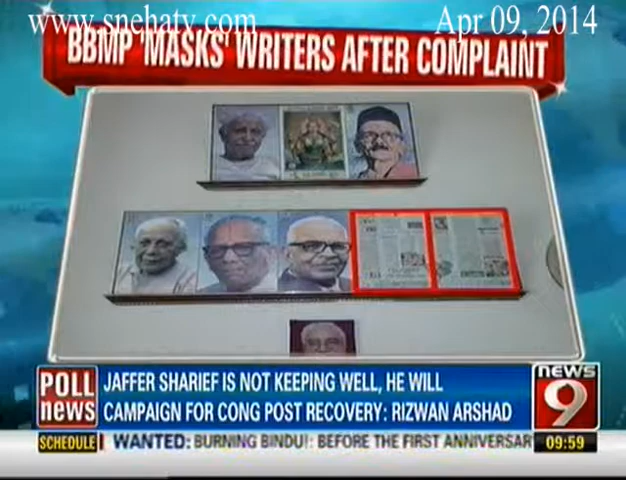 www.snehatv.com
Apr 09, 2014
BBMP 'MASKS' WRITERS AFTER COMPLAINT
POLL
news
JAFFER SHARIEF IS NOT KEEPING WELL, HE WILL
CAMPAIGN FOR CONG POST RECOVERY: RIZWAN ARSHAD
NEWS
9
SCHEDULE
WANTED: BURNING BINDU!: BEFORE THE FIRST ANNIVERSAR
09:59